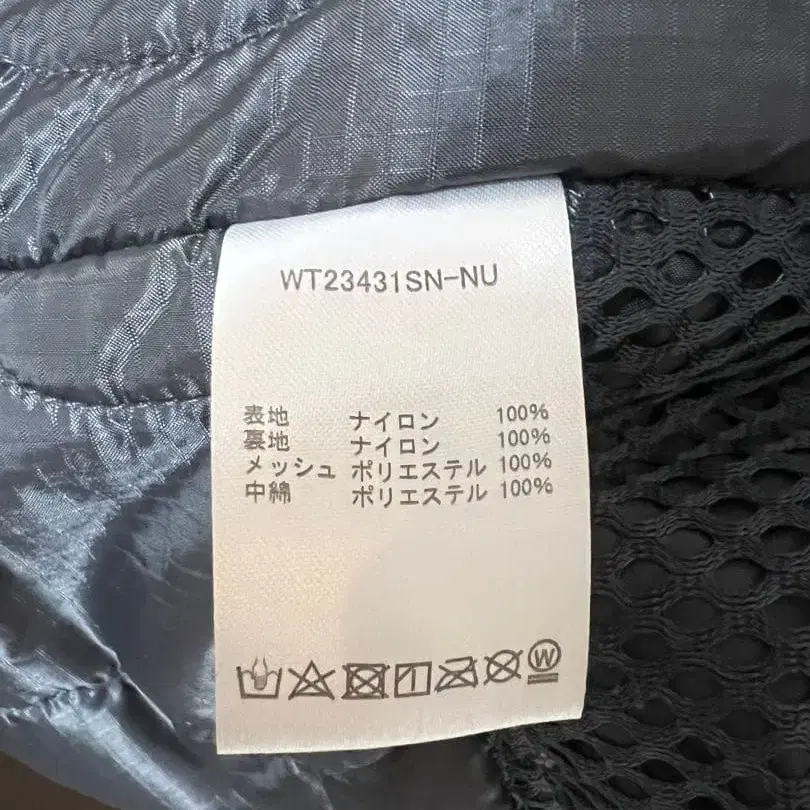 WT23431SN-NU
表地 ナイロン 100%
裏地 ナイロン 100%
メッシュ ポリエステル 100%
中綿 ポリエステル 100%
W